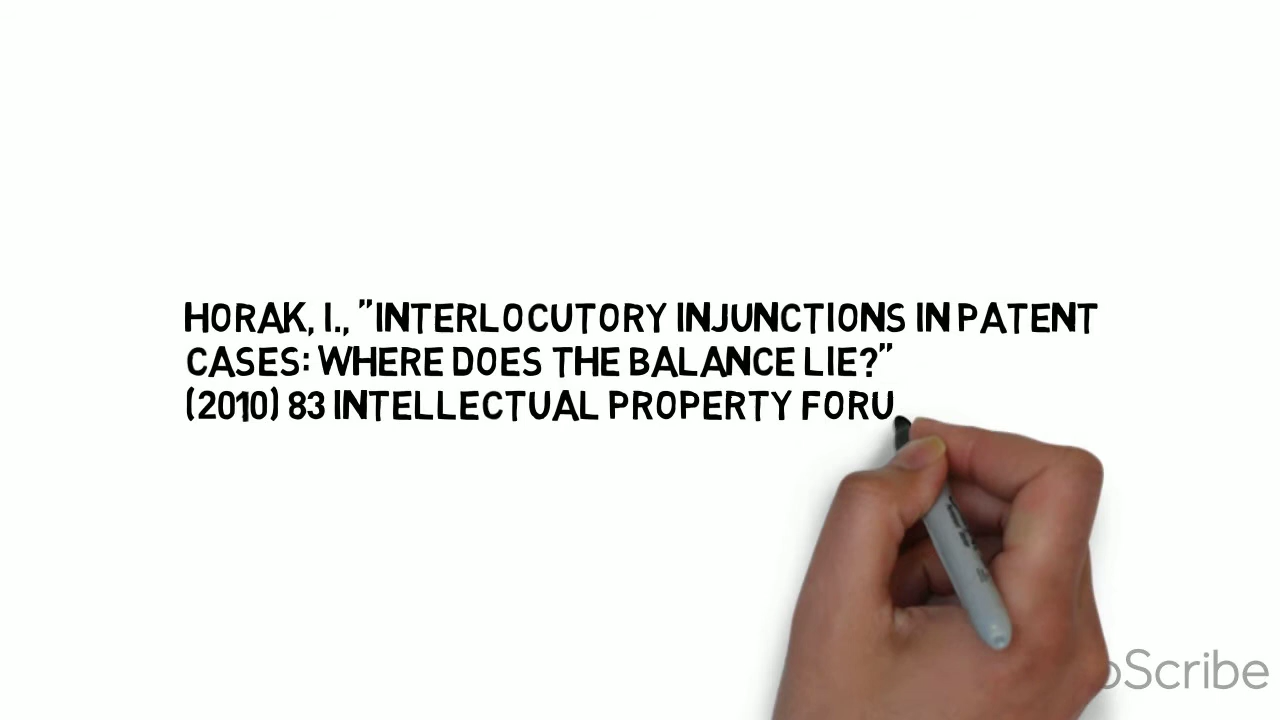 HORAK, I., "INTERLOCUTORY INJUNCTIONS IN PATENT
CASES: WHERE DOES THE BALANCE LIE?"
(2010) 83 INTELLECTUAL PROPERTY FORU
oScribe